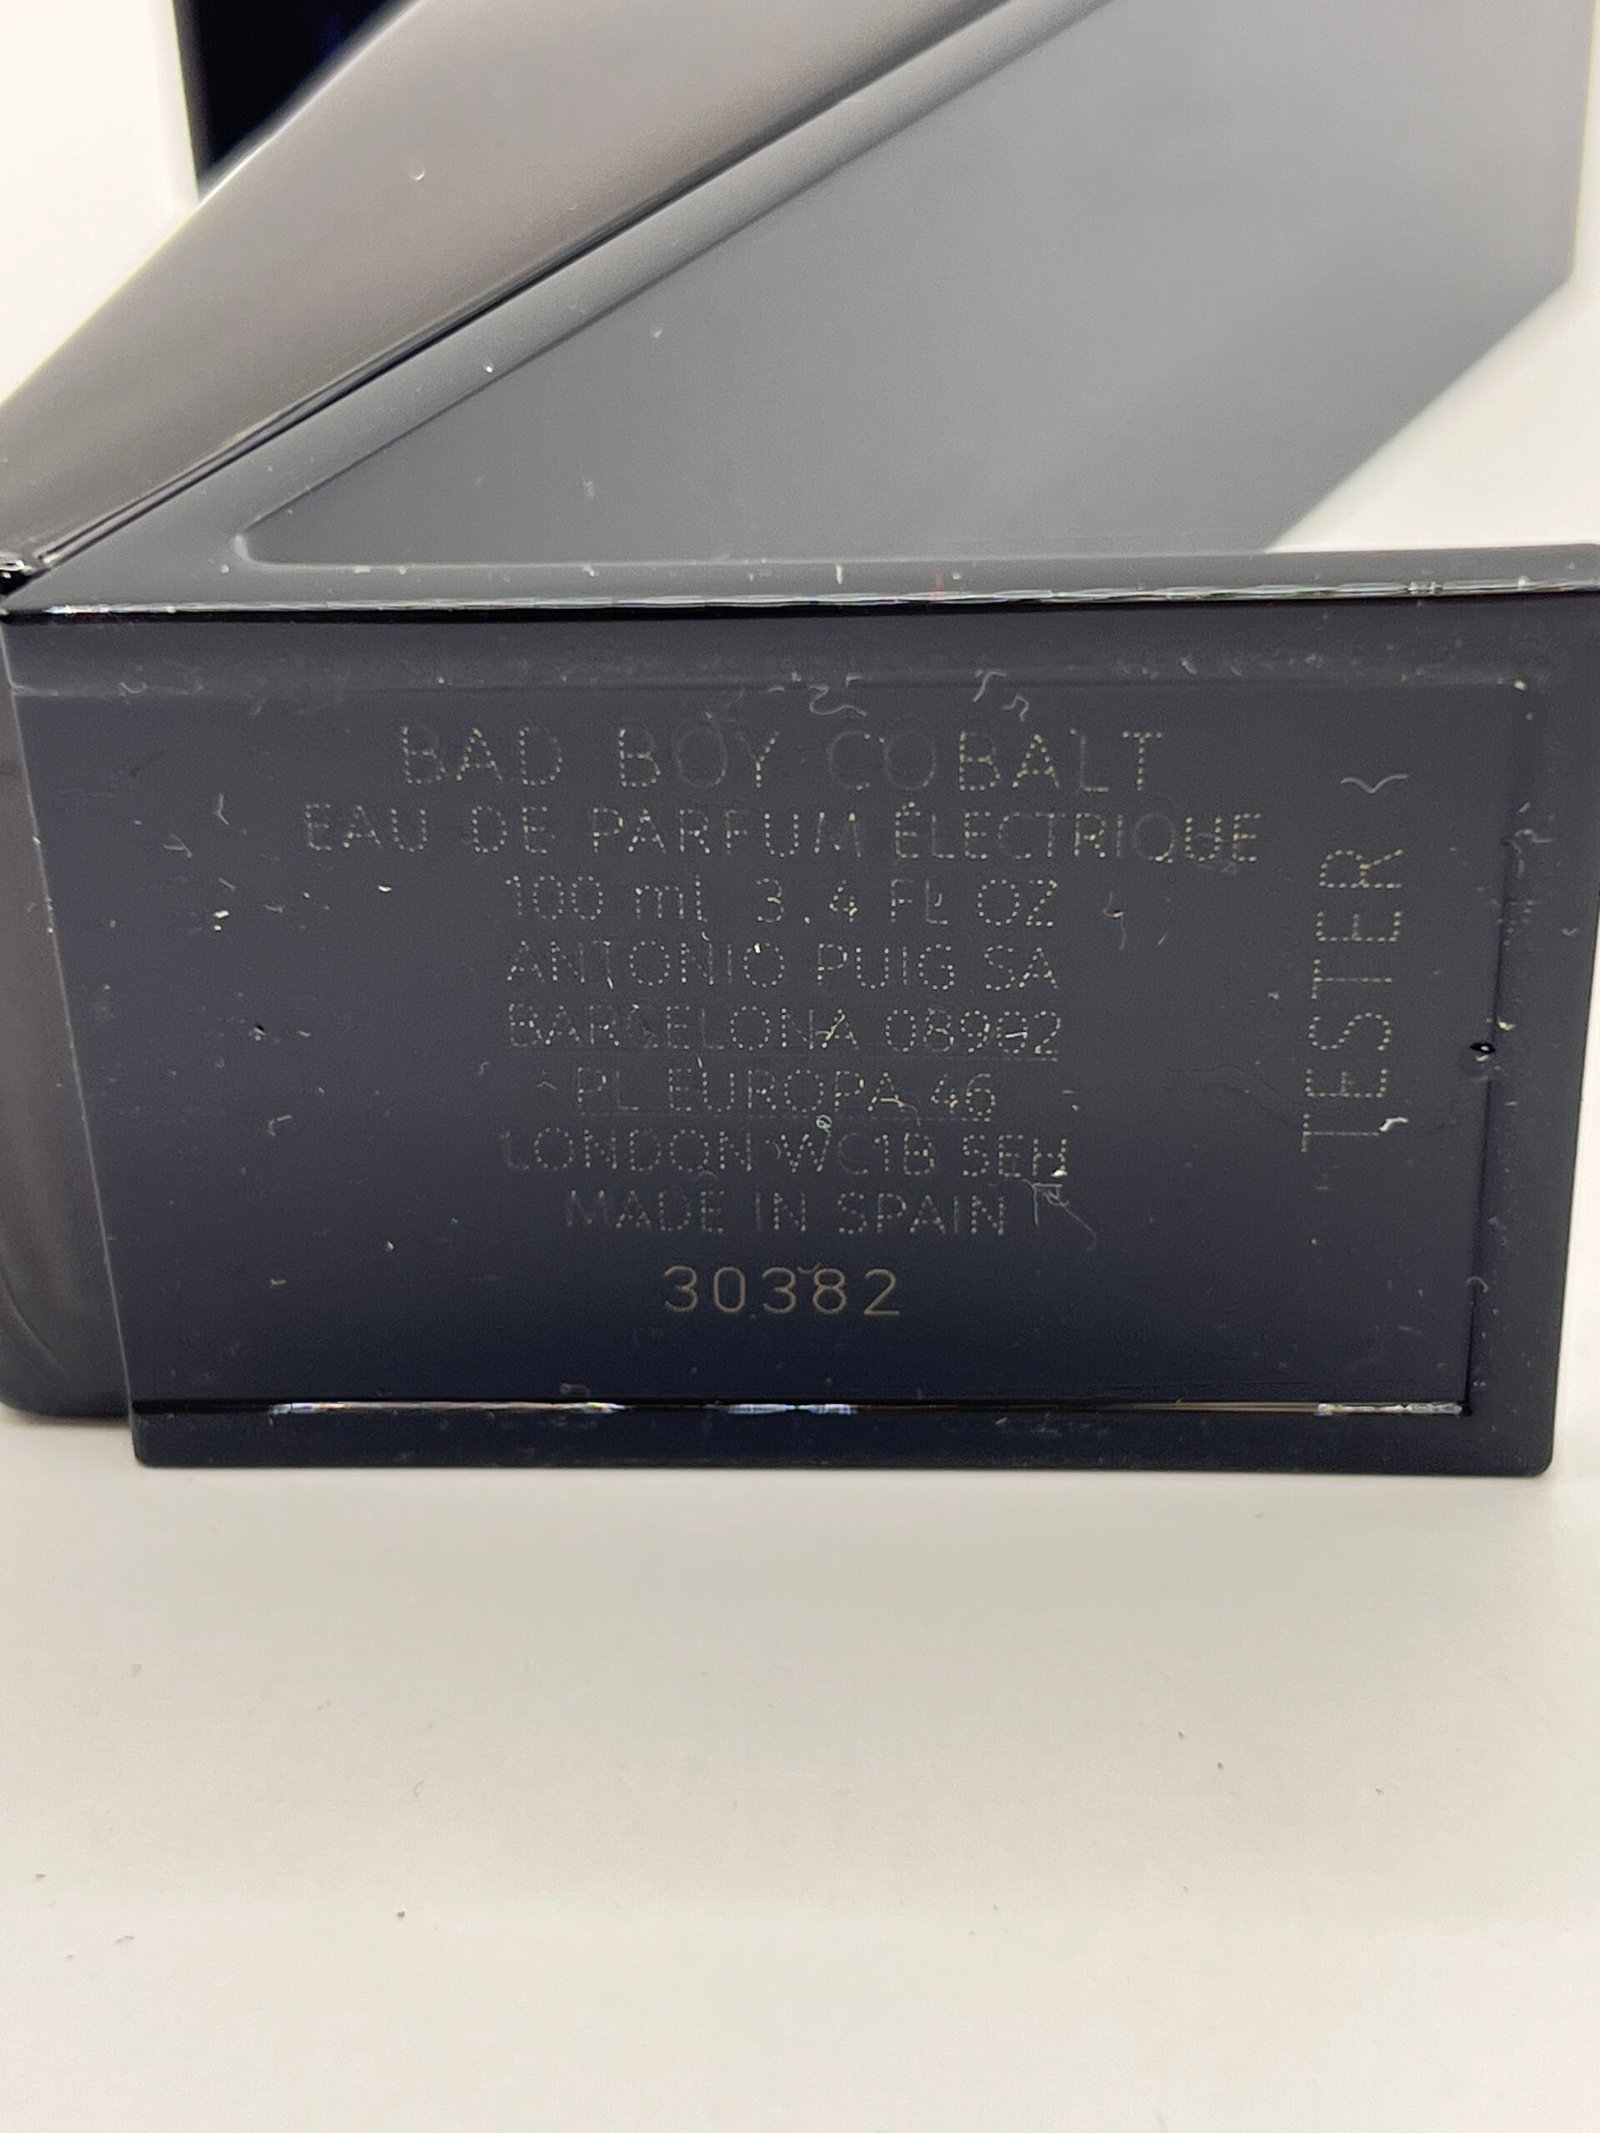 BAD BOY COBALT
EAU DE PARFUM ÉLECTRIQUE
100 ml 3.4 FL OZ
ANTONIO PUIG SA
BARCELONA 08902
PL EUROPA 46
LONDON WC1B 5EH
MADE IN SPAIN
30382
TESTER